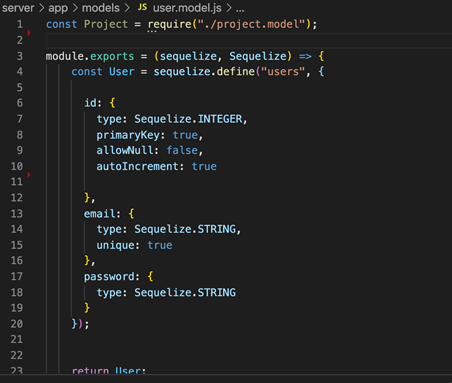 server > app > models > JS user.model.js > ...
1 const Project = require("./project.model");
2
3 module.exports = (sequelize, Sequelize) => {
4 const User = sequelize.define("users", {
5
6 id: {
7 type: Sequelize.INTEGER,
8 primaryKey: true,
9 allowNull: false,
10 autoIncrement: true
11
12 },
13 email: {
14 type: Sequelize.STRING,
15 unique: true
16 },
17 password: {
18 type: Sequelize.STRING
19 }
20 });
21
22
23 return User;